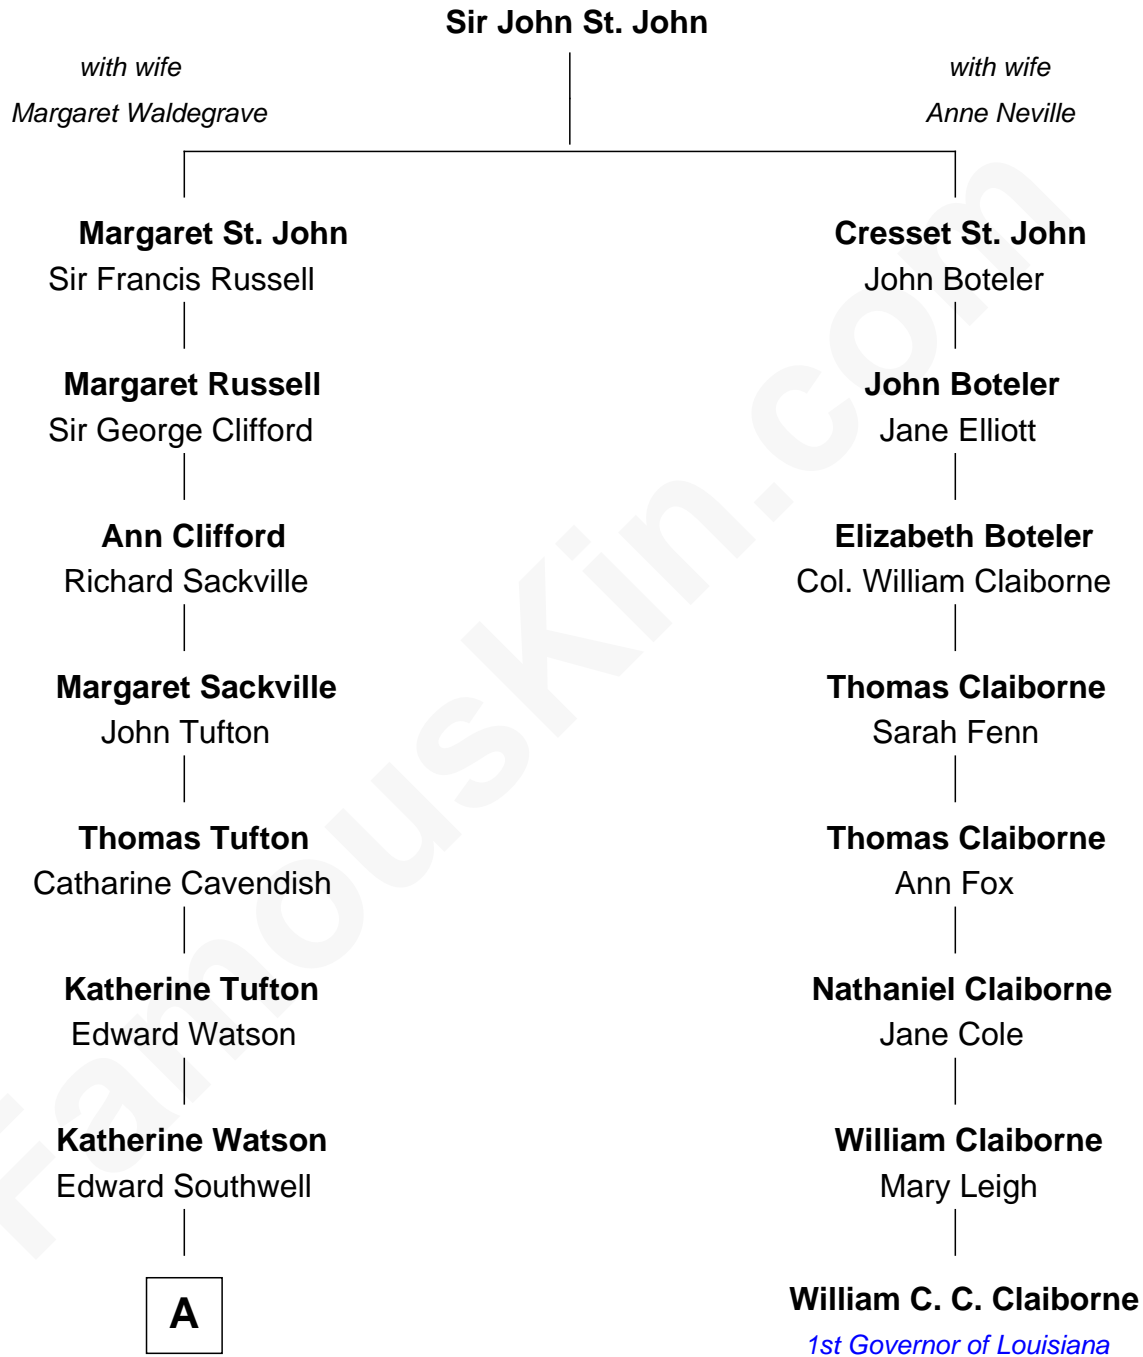 Sir John St. John
with wife
Margaret Waldegrave
with wife
Anne Neville
Margaret St. John
Sir Francis Russell
Cresset St. John
John Boteler
Margaret Russell
Sir George Clifford
John Boteler
Jane Elliott
Ann Clifford
Richard Sackville
Elizabeth Boteler
Col. William Claiborne
Margaret Sackville
John Tufton
Thomas Claiborne
Sarah Fenn
Thomas Tufton
Catharine Cavendish
Thomas Claiborne
Ann Fox
Katherine Tufton
Edward Watson
Nathaniel Claiborne
Jane Cole
Katherine Watson
Edward Southwell
William Claiborne
Mary Leigh
A
William C. C. Claiborne
1st Governor of Louisiana
FamousKin.com